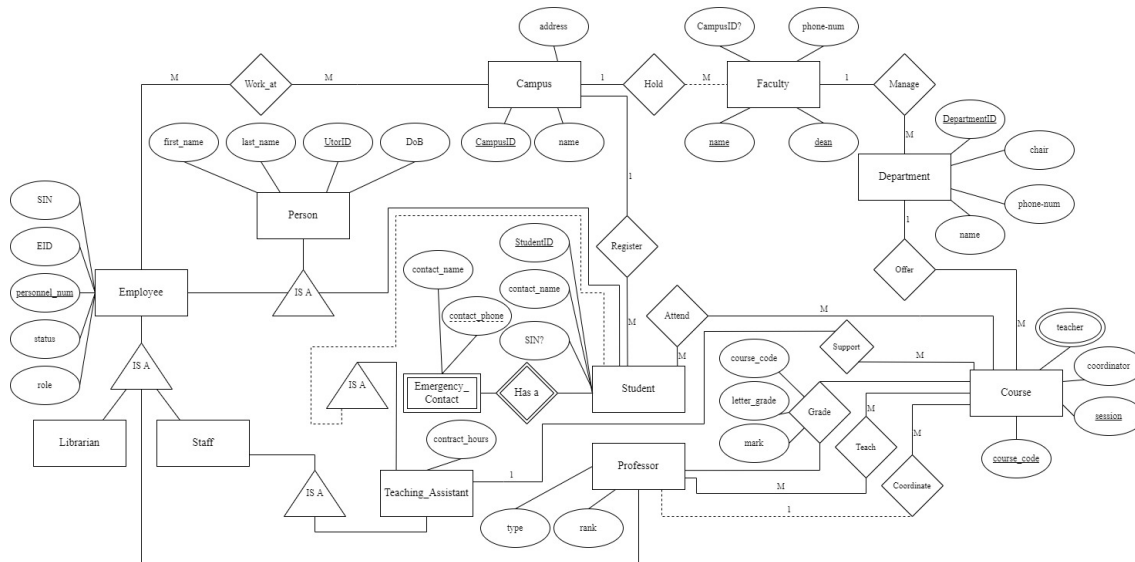 address
CampusID?
phone-num
M
Work_at
M
Campus
1
Hold
M
Faculty
1
Manage
first_name
last_name
UtorID
DoB
CampusID
name
name
dean
DepartmentID
M
chair
SIN
Person
1
Department
phone-num
StudentID
1
name
EID
contact_name
Register
Offer
Employee
IS A
contact_name
personnel_num
contact_phone
Attend
M
teacher
status
SIN?
M
Support
M
course_code
M
coordinator
IS A
IS A
role
Emergency_
Contact
Has a
Student
M
letter_grade
Grade
Course
session
M
M
Librarian
Staff
contract_hours
mark
Teach
course_code
Professor
IS A
Teaching_Assistant
1
M
Coordinate
1
type
rank